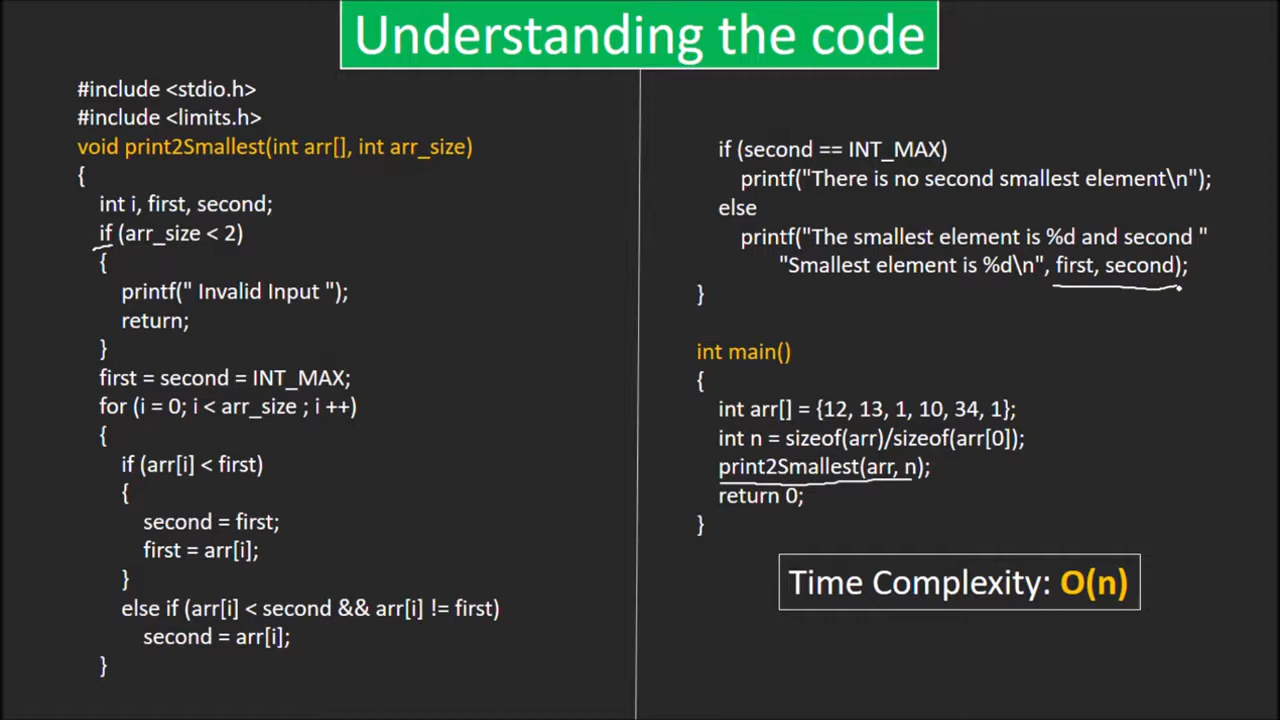 Understanding the code
#include <stdio.h>
#include <limits.h>
void print2Smallest(int arr[], int arr_size)
{
int i, first, second;
if (arr_size < 2)
{
printf(" Invalid Input ");
return;
}
first = second = INT_MAX;
for (i = 0; i < arr_size ; i ++)
{
if (arr[i] < first)
{
second = first;
first = arr[i];
}
else if (arr[i] < second && arr[i] != first)
second = arr[i];
}
if (second == INT_MAX)
printf("There is no second smallest element\n");
else
printf("The smallest element is %d and second "
"Smallest element is %d\n", first, second);
}
int main()
{
int arr[] = {12, 13, 1, 10, 34, 1};
int n = sizeof(arr)/sizeof(arr[0]);
print2Smallest(arr, n);
return 0;
}
Time Complexity: O(n)